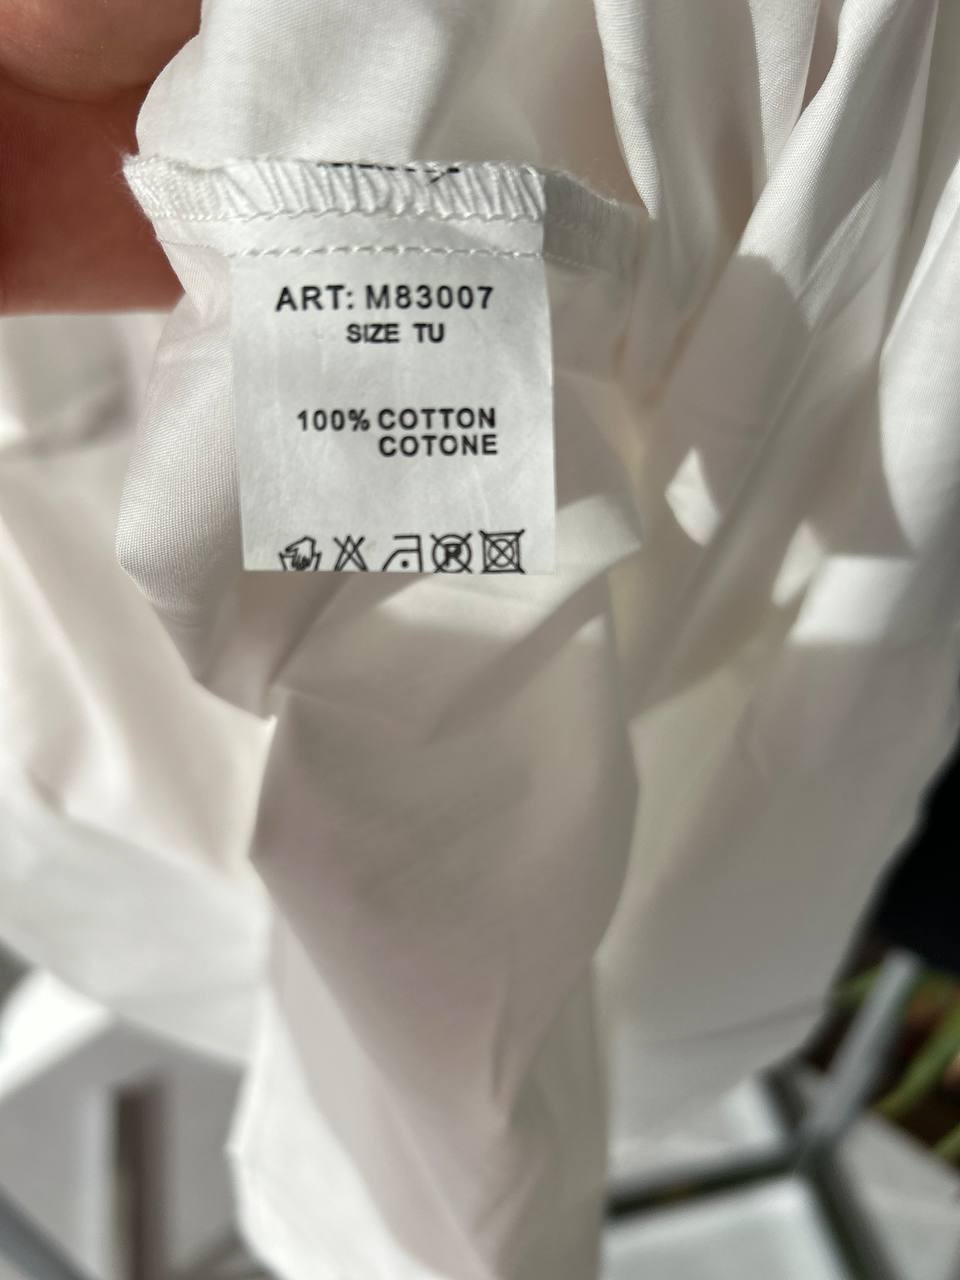 ART: M83007
SIZE TU
100% COTTON
COTONE